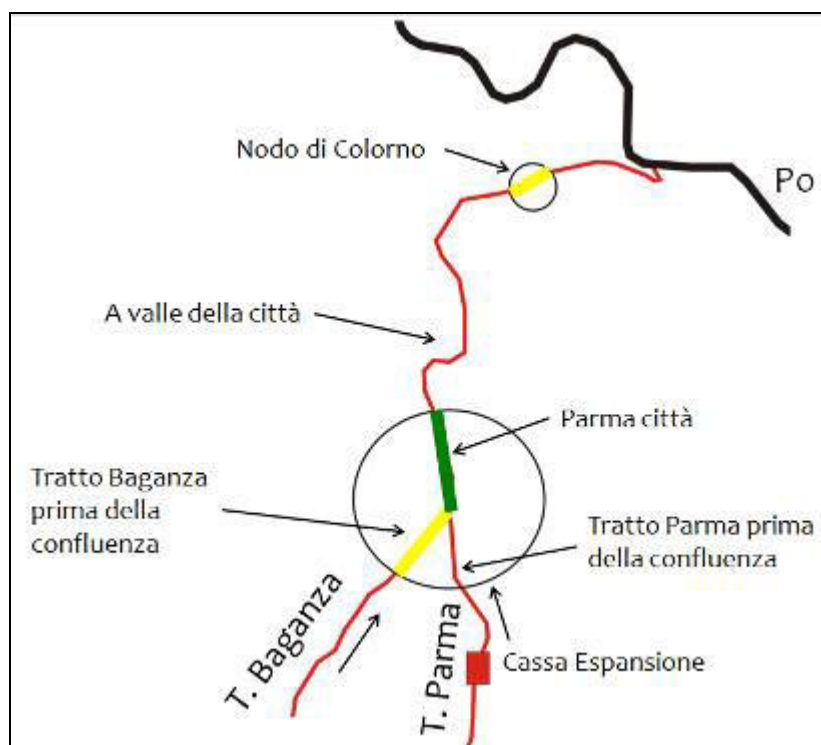 Nodo di Colorno
Po
A valle della città
Parma città
Tratto Baganza
prima della
confluenza
Tratto Parma prima
della confluenza
T. Baganza
T. Parma
Cassa Espansione